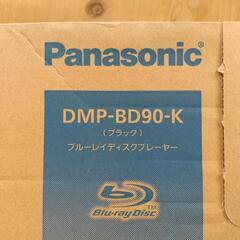 Panasonic
DMP-BD90-K
（ブラック）
ブルーレイディスクプレーヤー
Blu-ray Disc
TM